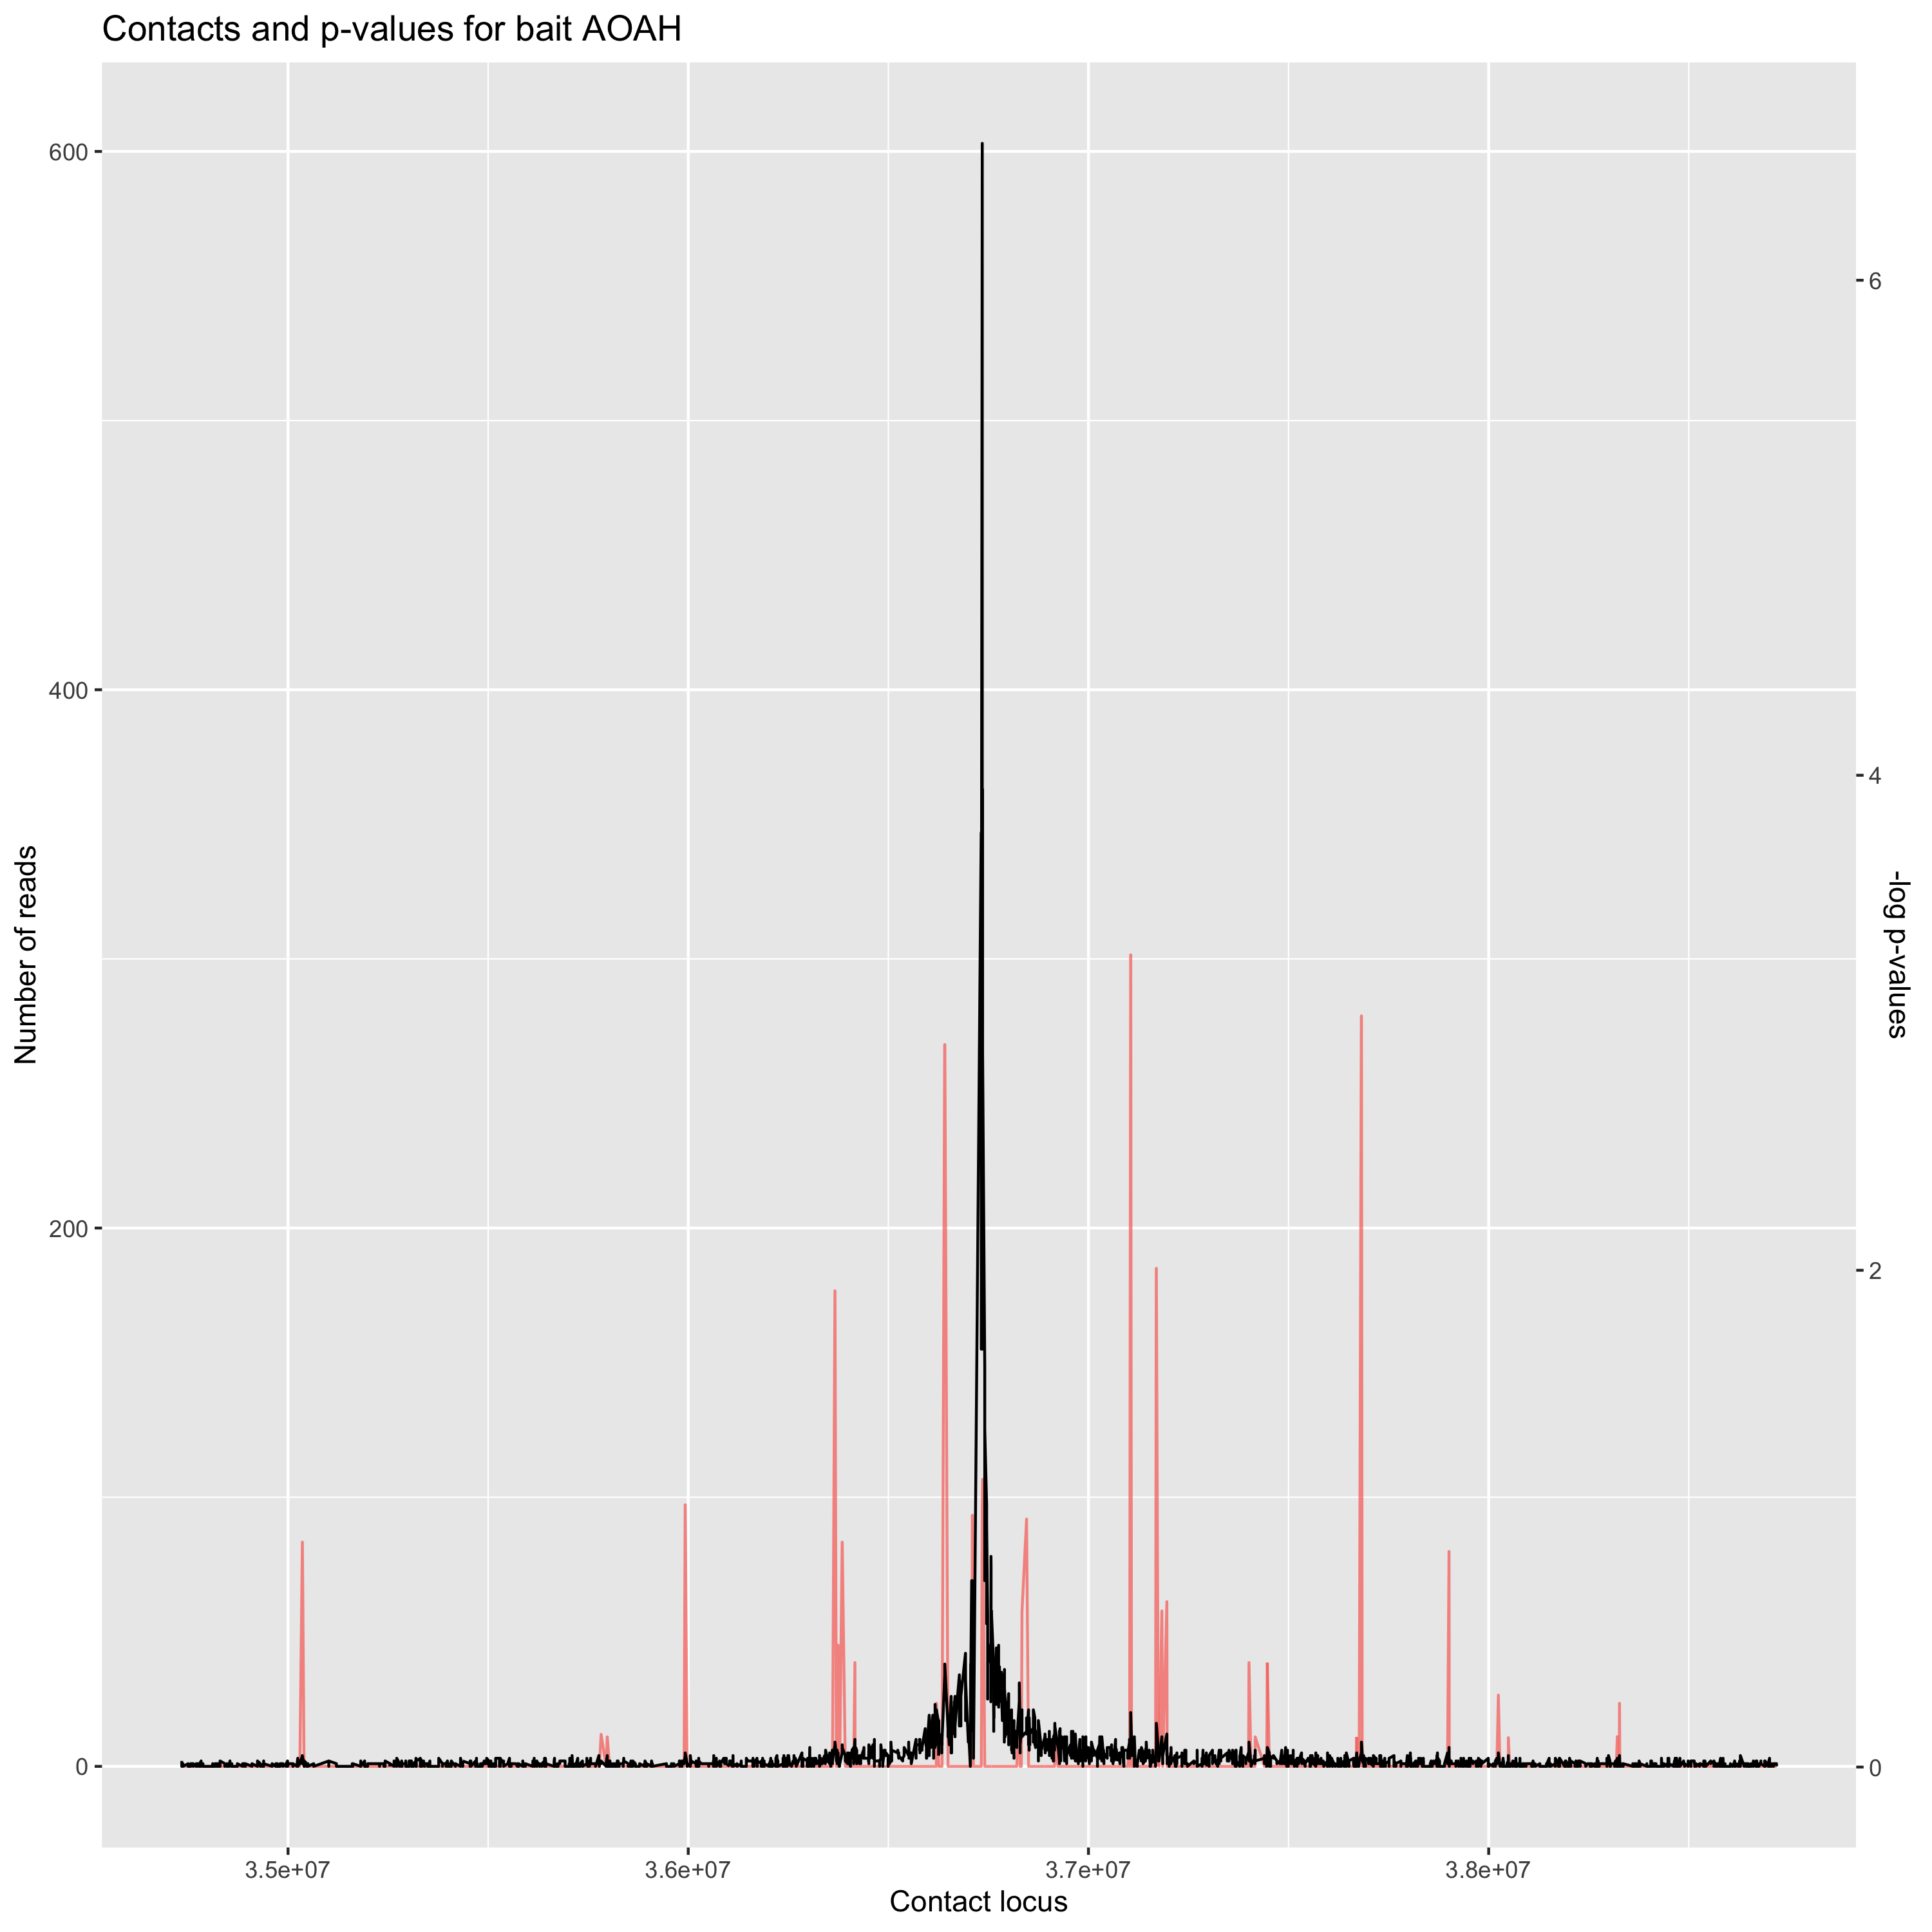 Contacts and p-values for bait AOAH
600
400
200
0
Number of reads
6
4
2
0
-log p-values
3.5e+07
3.6e+07
3.7e+07
3.8e+07
Contact locus